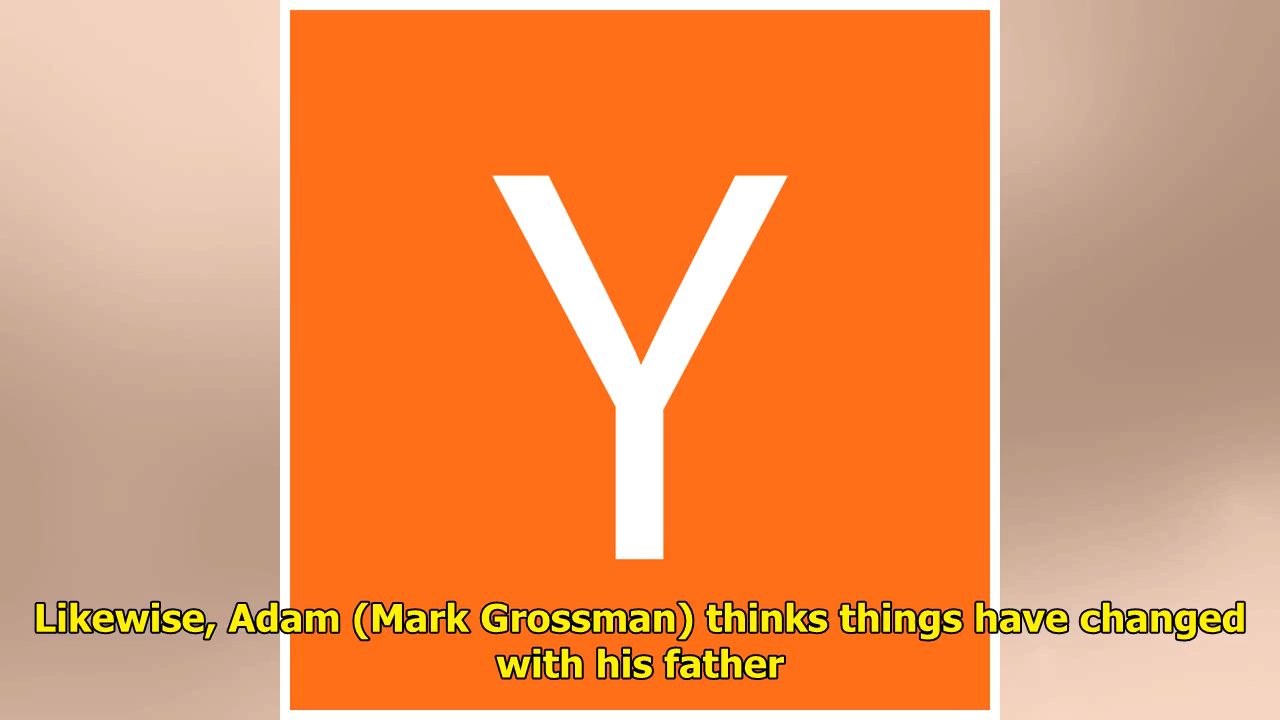 Y
Likewise, Adam (Mark Grossman) thinks things have changed
with his father